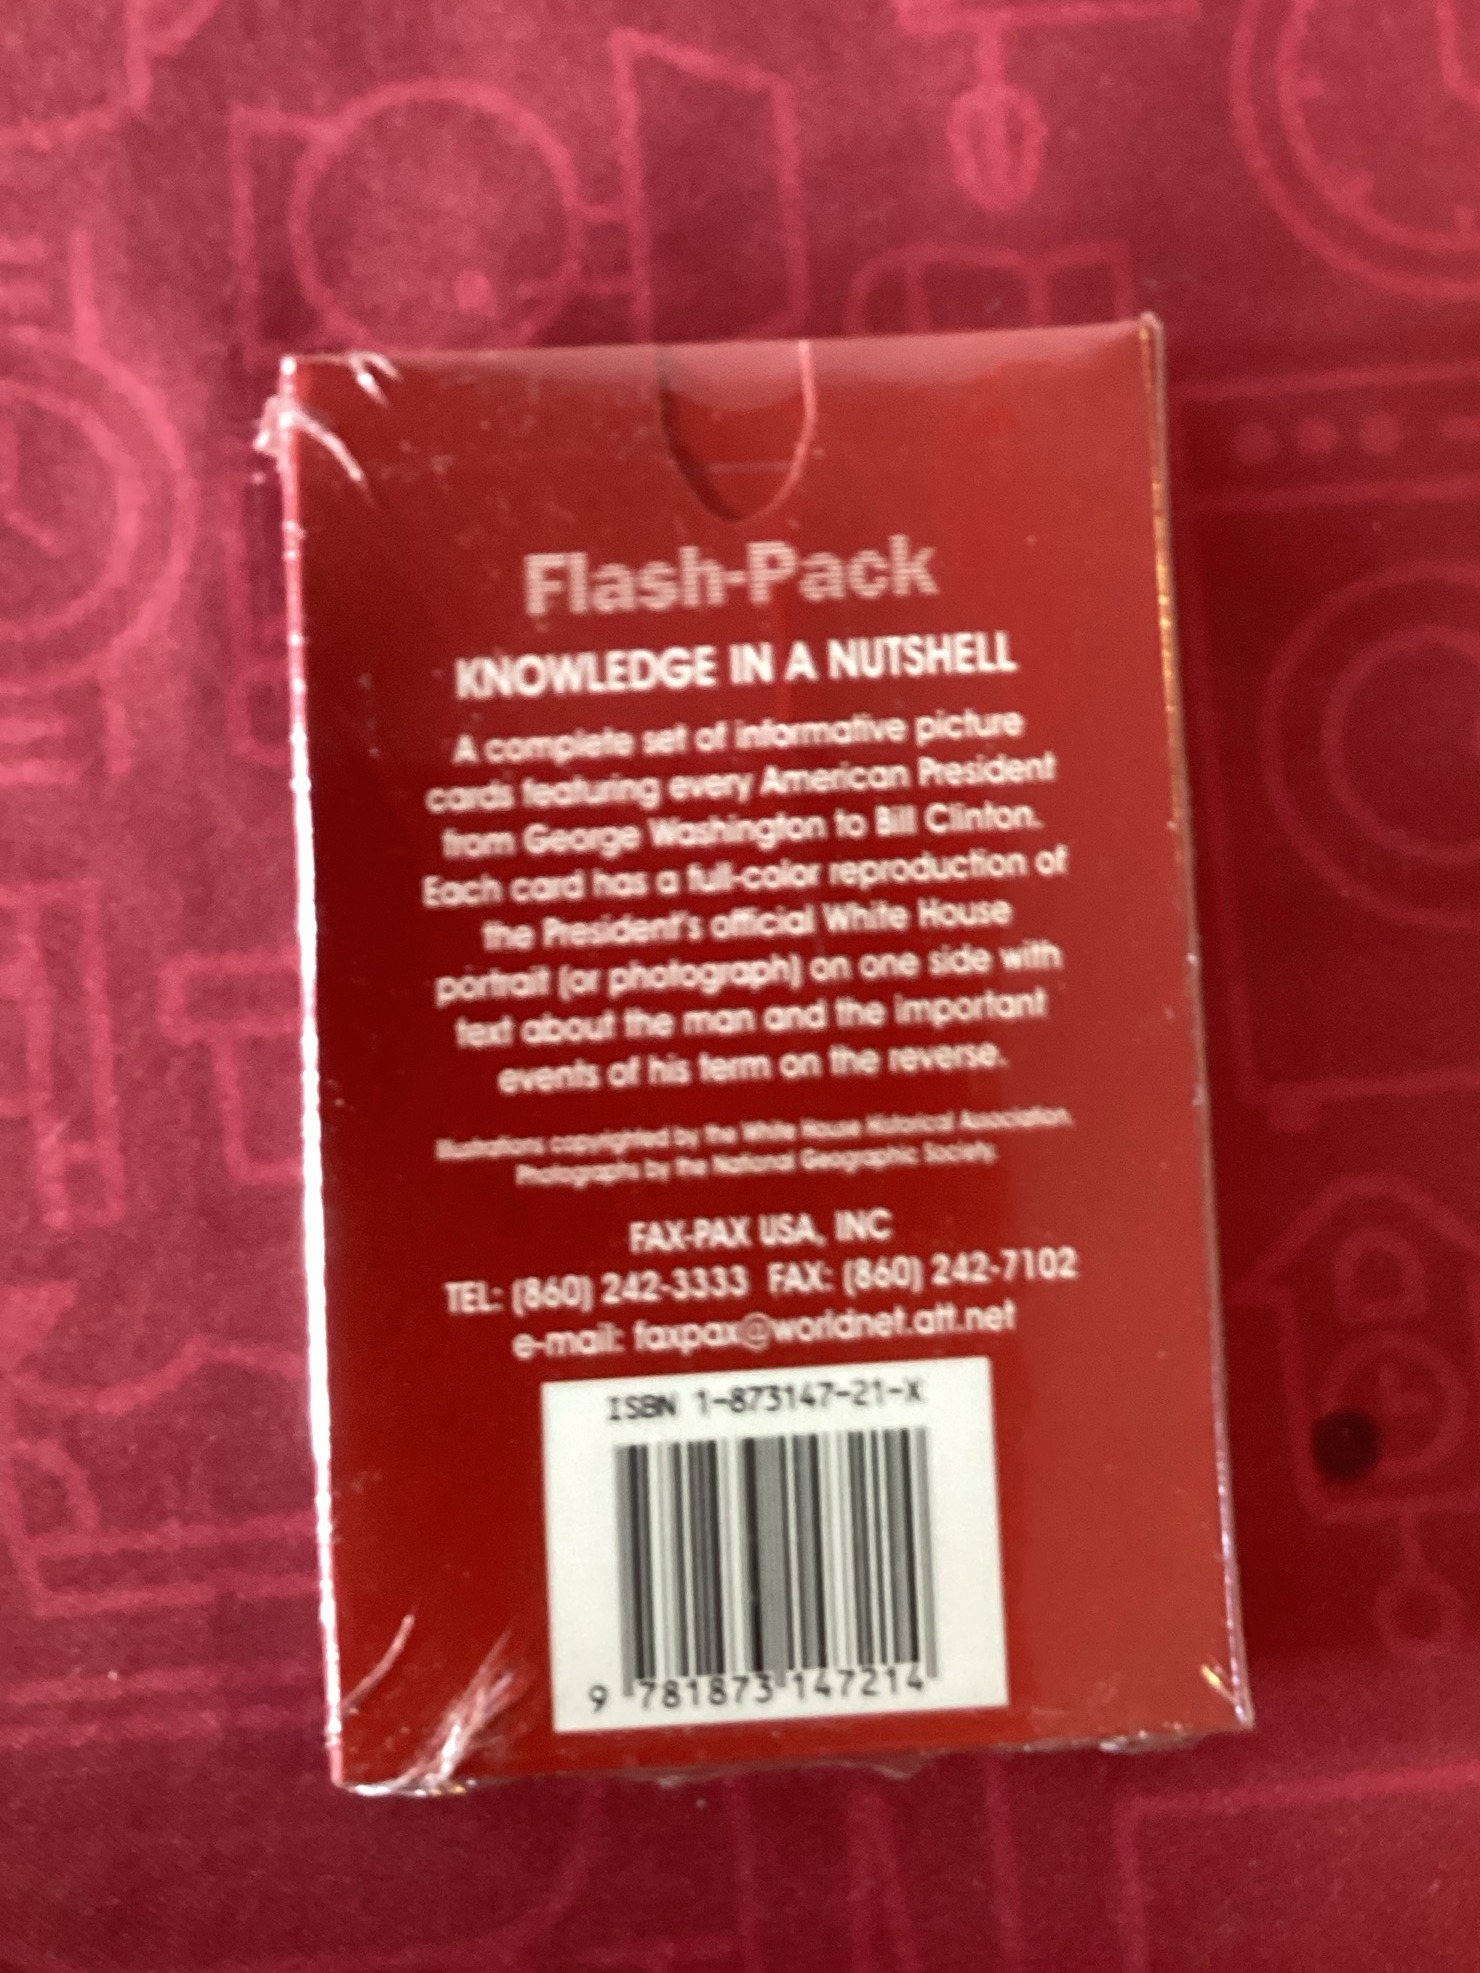 Flash-Pack
KNOWLEDGE IN A NUTSHELL
A complete set of informative picture
cards featuring every American President
from George Washington to Bill Clinton.
Each card has a full-color reproduction of
the President's official White House
portrait (or photograph) on one side with
text about the man and the important
events of his term on the reverse.
Illustrations copyrighted by the White House Historical Association.
Photographs by the National Geographic Society.
FAX-PAX USA, INC
TEL: (860) 242-3333 FAX: (860) 242-7102
e-mail: faxpax@worldnet.att.net
ISBN 1-873147-21-X
9 781873 147214